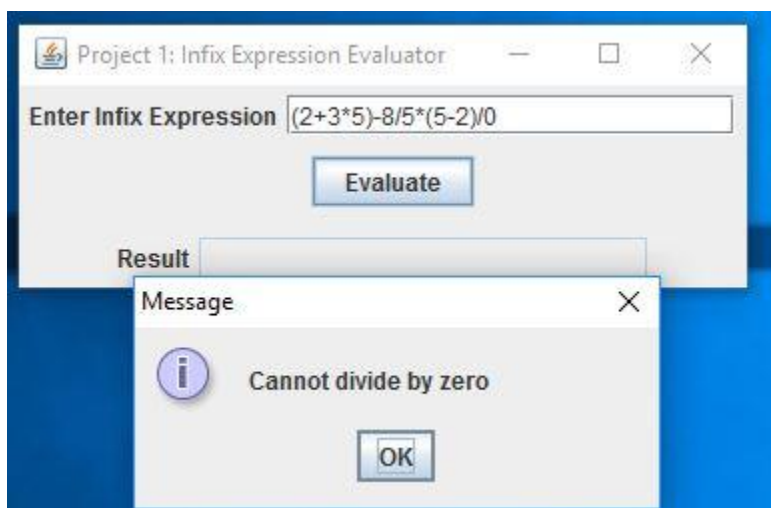 Project 1: Infix Expression Evaluator
Enter Infix Expression (2+3*5)-8/5*(5-2)/0
Evaluate
Result
Message
Cannot divide by zero
OK